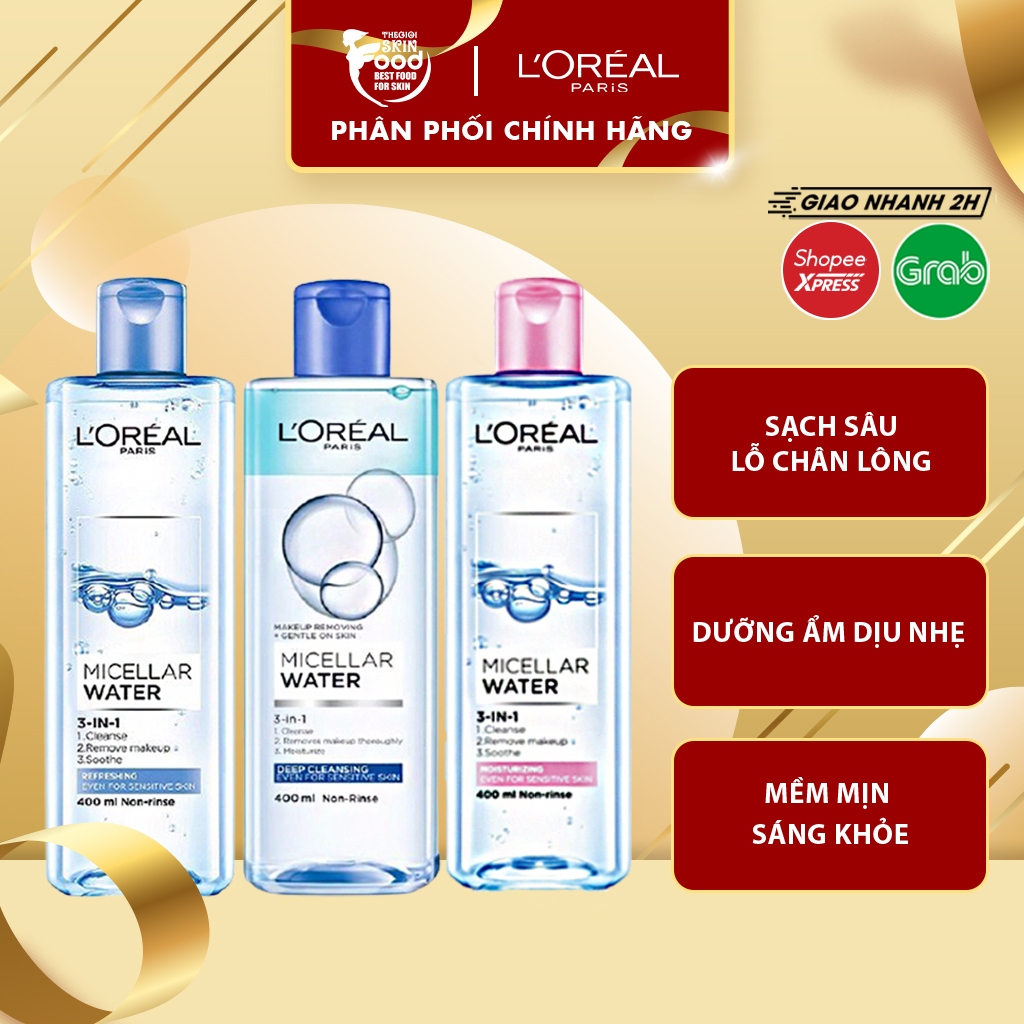 THEGIOI
SKIN
Food
BEST FOOD
FOR SKIN
L'ORÉAL
PARIS
PHÂN PHỐI CHÍNH HÃNG
GIAO NHANH 2H
Shopee
XPRESS
Grab
L'ORÉAL
PARIS
MICELLAR
WATER
3-IN-1
1.Cleanse
2.Remove makeup
3.Soothe
REFRESHING
EVEN FOR SENSITIVE SKIN
400 ml Non-rinse
L'ORÉAL
PARIS
MAKEUP REMOVING
+ GENTLE ON SKIN
MICELLAR
WATER
3-in-1
1. Cleanse
2. Removes makeup thoroughly
3. Moisturize
DEEP CLEANSING
EVEN FOR SENSITIVE SKIN
400 ml Non-Rinse
L'ORÉAL
PARIS
MICELLAR
WATER
3-IN-1
1.Cleanse
2.Remove makeup
3.Soothe
MOISTURIZING
EVEN FOR SENSITIVE SKIN
400 ml Non-rinse
SẠCH SÂU
LỖ CHÂN LÔNG
DƯỠNG ẨM DỊU NHẸ
MỀM MỊN
SÁNG KHỎE